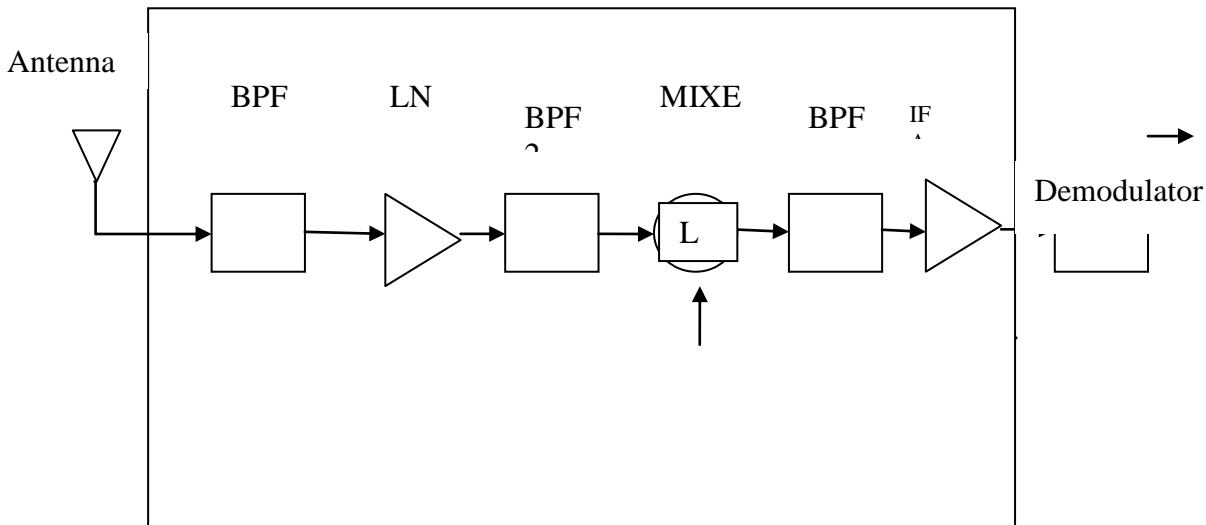 Antenna
BPF
LN
BPF
MIXE
BPF
IF
Demodulator
L